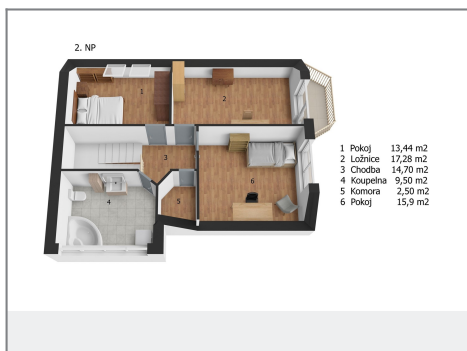 2. NP
1 Pokoj 13,44 m2
2 Ložnice 17,28 m2
3 Chodba 14,70 m2
4 Koupelna 9,50 m2
5 Komora 2,50 m2
6 Pokoj 15,9 m2
1
2
3
4
5
6